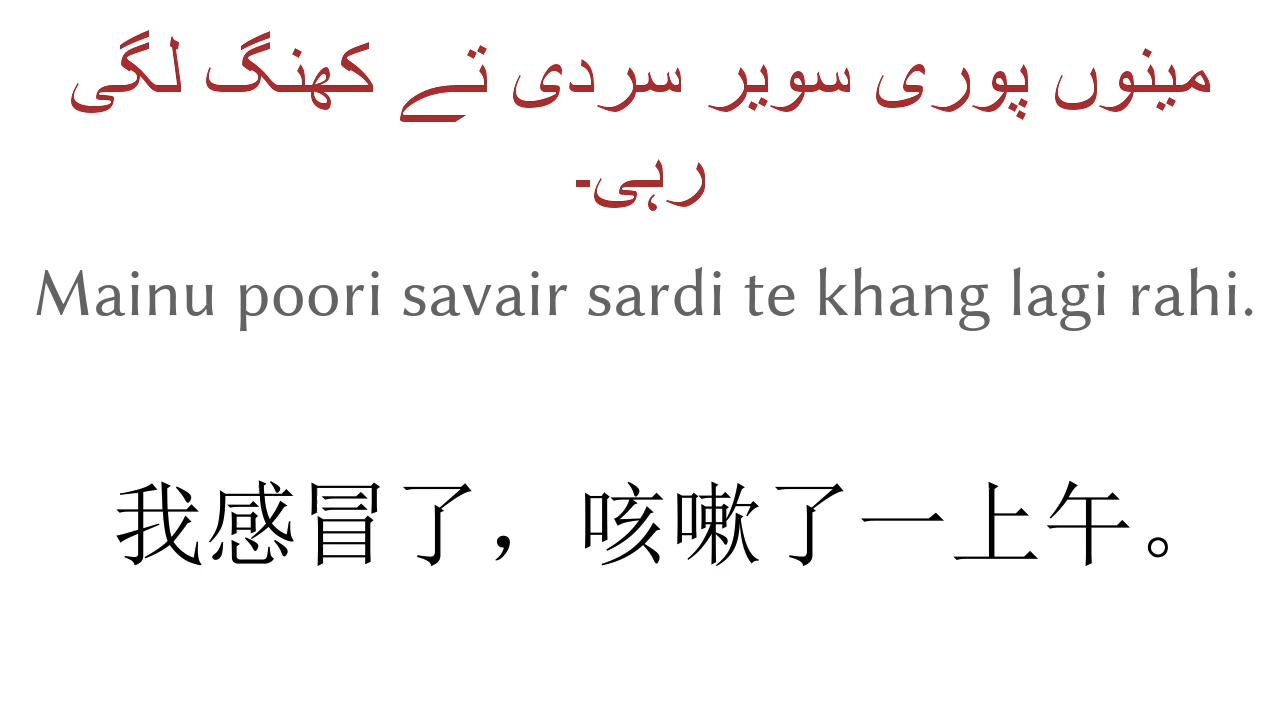 مینوں پوری سویر سردی تے کھنگ لگی
رہی۔
Mainu poori savair sardi te khang lagi rahi.
我感冒了，咳嗽了一上午。